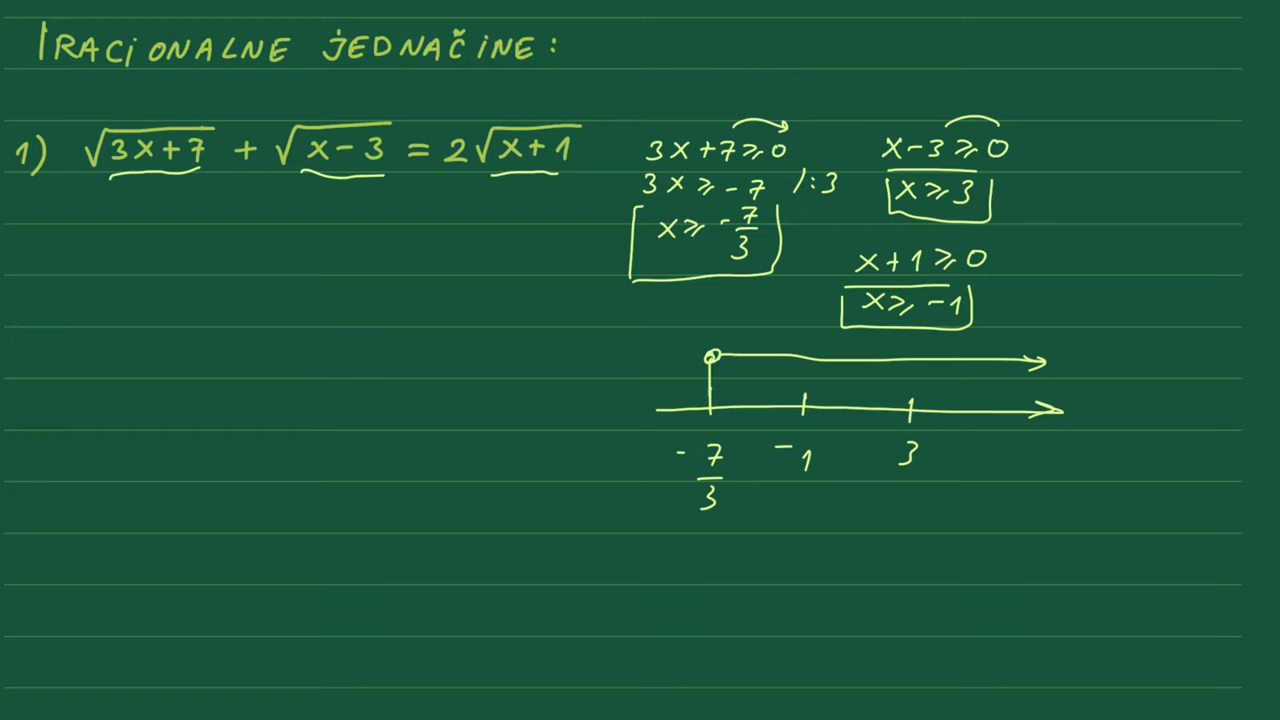 IRACIONALNE JEDNAČINE:
1) √(3x+7) + √(x-3) = 2√(x+1)
3x+7≥0
3x≥-7 /:3
x≥-7/3
x-3≥0
x≥3
x+1≥0
x≥-1
-7/3 -1 3